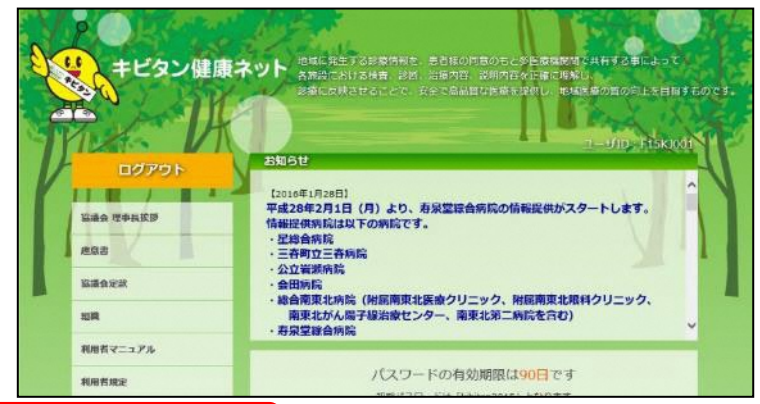 キビタン
キビタン健康ネット
地域に発生する診療情報を、患者様の同意のもと多医療機関間で共有する事によって
各施設における検査、診断、治療内容、説明内容を正確に理解し、
診療に反映させることで、安全で高品質な医療を提供し、地域医療の質の向上を目指すものです。
ユーザID：F15KJ001
ログアウト
協議会 理事長挨拶
趣意書
協議会定款
組織
利用者マニュアル
利用者規定
お知らせ
【2016年1月28日】
平成28年2月1日（月）より、寿泉堂綜合病院の情報提供がスタートします。
情報提供病院は以下の病院です。
・星総合病院
・三春町立三春病院
・公立岩瀬病院
・会田病院
・総合南東北病院（附属南東北医療クリニック、附属南東北眼科クリニック、
南東北がん陽子線治療センター、南東北第二病院を含む）
・寿泉堂綜合病院
パスワードの有効期限は90日です